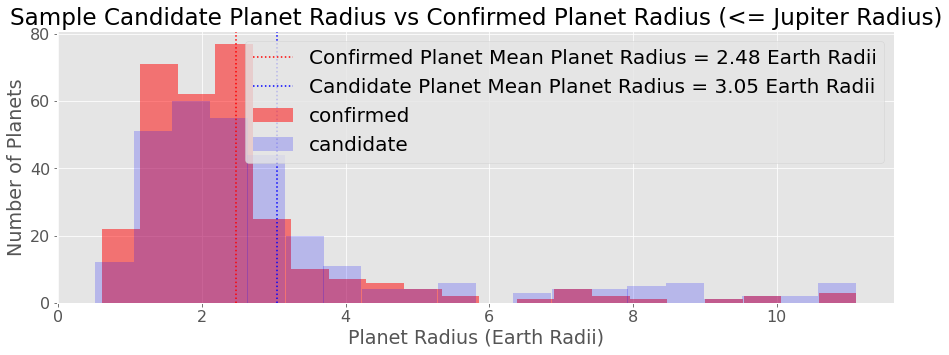 Sample Candidate Planet Radius vs Confirmed Planet Radius (<= Jupiter Radius)
80
60
40
20
0
Number of Planets
Confirmed Planet Mean Planet Radius = 2.48 Earth Radii
Candidate Planet Mean Planet Radius = 3.05 Earth Radii
confirmed
candidate
0 2 4 6 8 10
Planet Radius (Earth Radii)